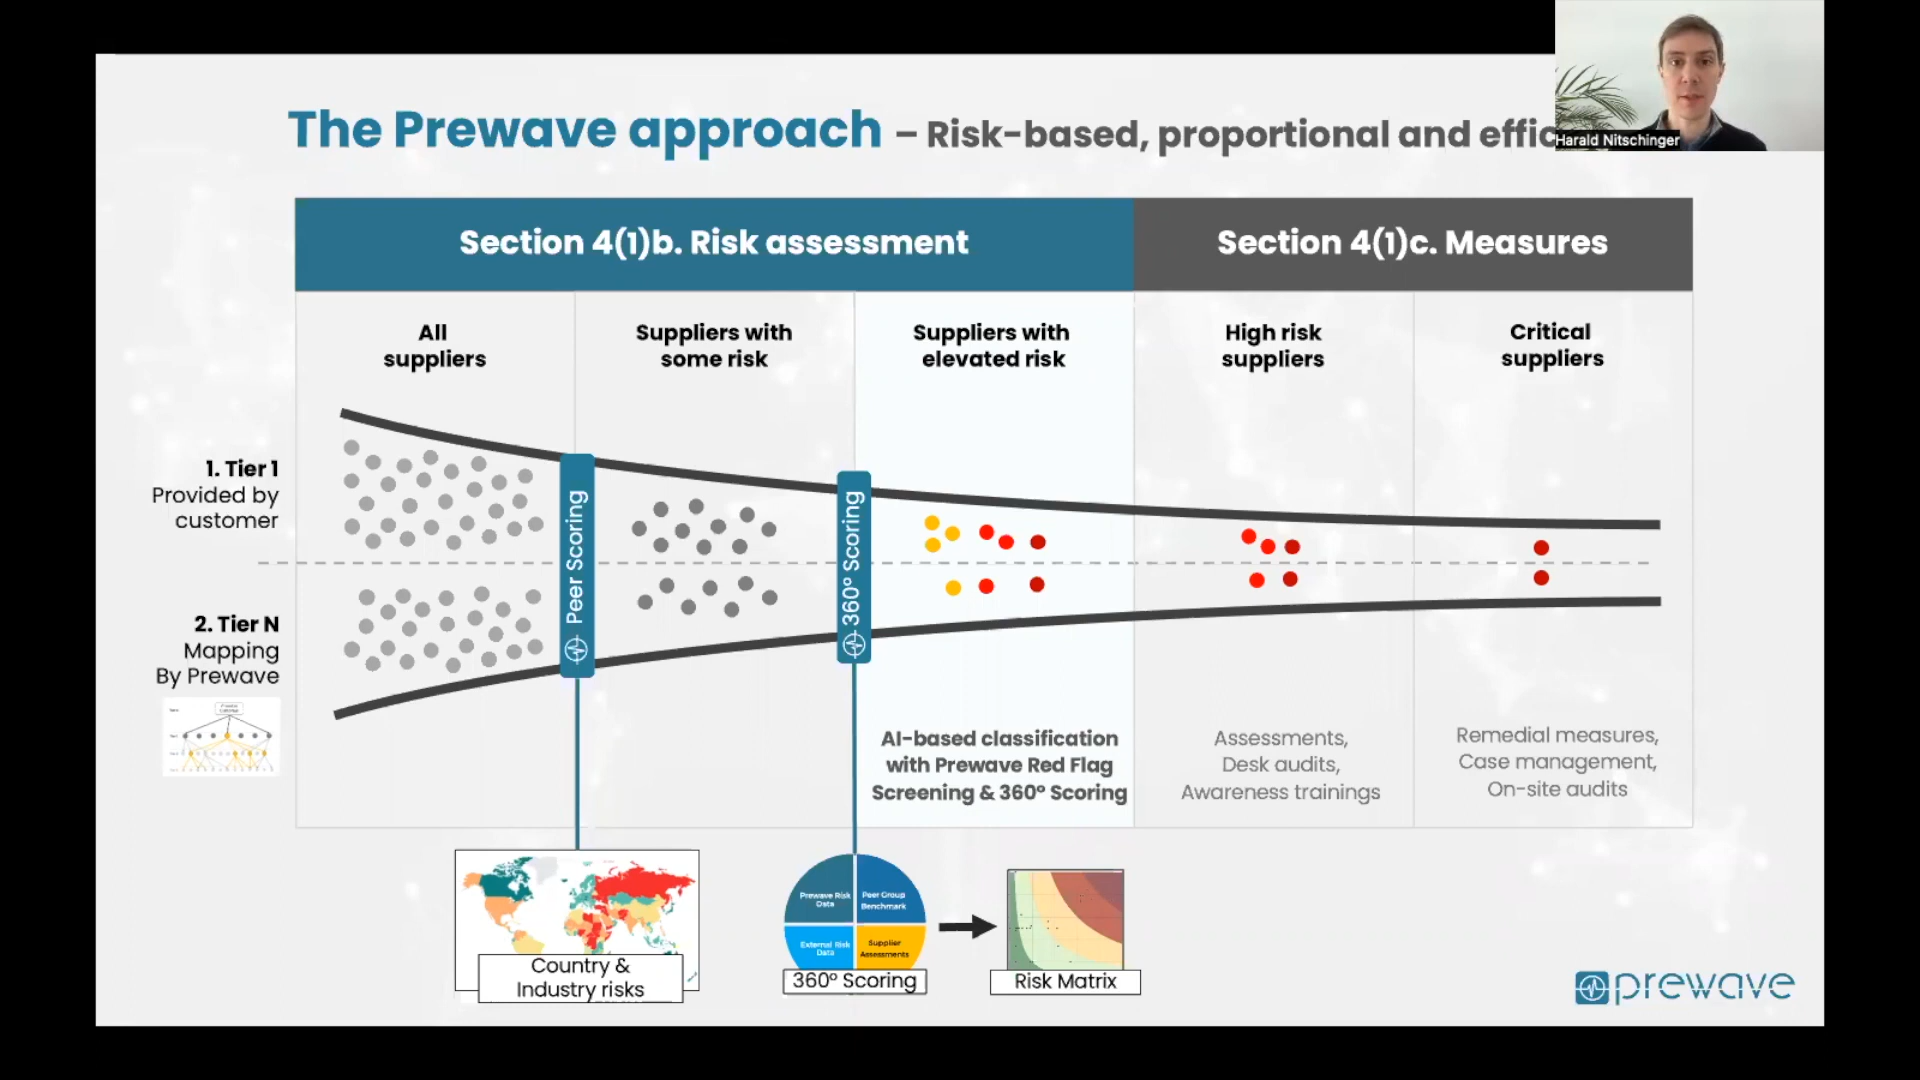 The Prewave approach – Risk-based, proportional and effic
Harald Nitschinger
Section 4(1)b. Risk assessment
Section 4(1)c. Measures
All
suppliers
Suppliers with
some risk
Suppliers with
elevated risk
High risk
suppliers
Critical
suppliers
1. Tier 1
Provided by
customer
2. Tier N
Mapping
By Prewave
Peer Scoring
360° Scoring
AI-based classification
with Prewave Red Flag
Screening & 360° Scoring
Assessments,
Desk audits,
Awareness trainings
Remedial measures,
Case management,
On-site audits
Country &
Industry risks
Prewave Risk
Data
Peer Group
Benchmark
External Risk
Data
Supplier
Assessments
360° Scoring
Risk Matrix
prewave